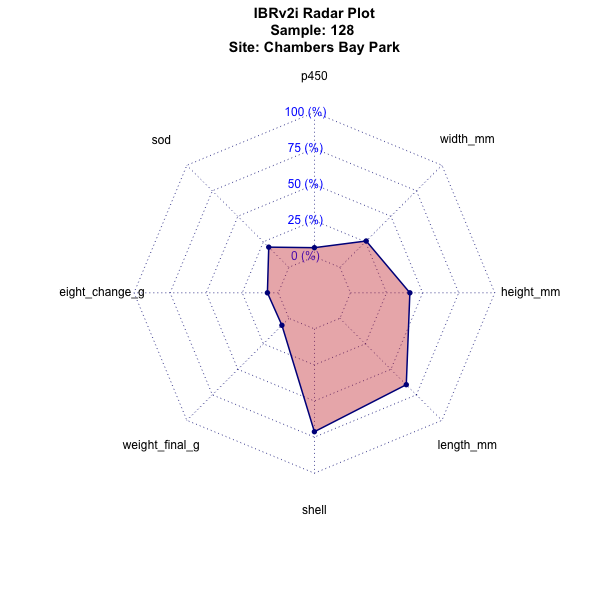 IBRv2i Radar Plot
Sample: 128
Site: Chambers Bay Park
p450
100 (%)
sod
width_mm
75 (%)
50 (%)
25 (%)
0 (%)
eight_change_g
height_mm
weight_final_g
length_mm
shell